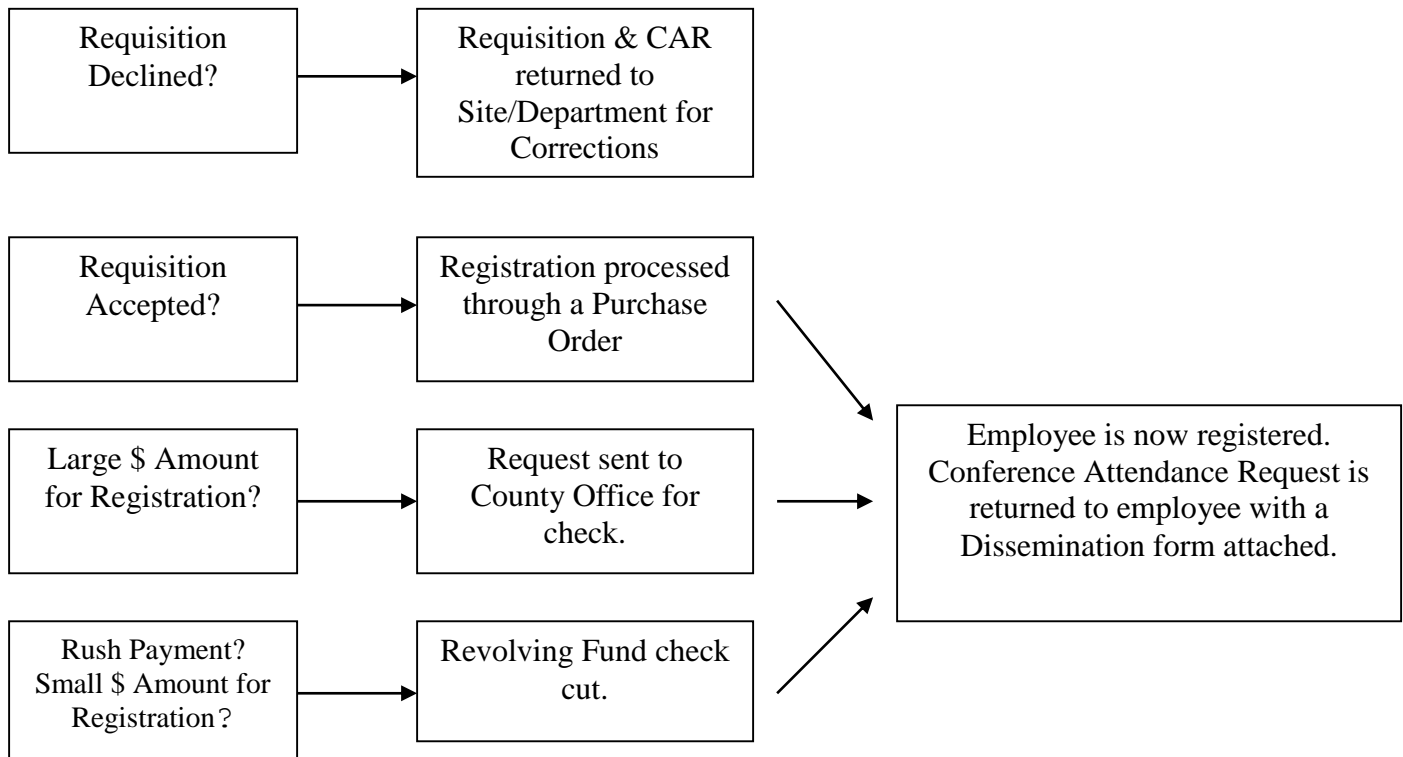 Requisition
Declined?
Requisition & CAR
returned to
Site/Department for
Corrections
Requisition
Accepted?
Registration processed
through a Purchase
Order
Large $ Amount
for Registration?
Request sent to
County Office for
check.
Rush Payment?
Small $ Amount for
Registration?
Revolving Fund check
cut.
Employee is now registered.
Conference Attendance Request is
returned to employee with a
Dissemination form attached.